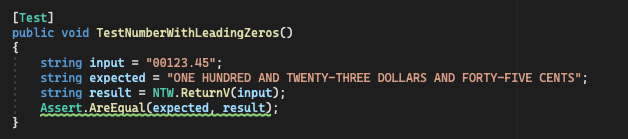 [Test]
public void TestNumberWithLeadingZeros()
{
    string input = "00123.45";
    string expected = "ONE HUNDRED AND TWENTY-THREE DOLLARS AND FORTY-FIVE CENTS";
    string result = NTW.ReturnV(input);
    Assert.AreEqual(expected, result);
}